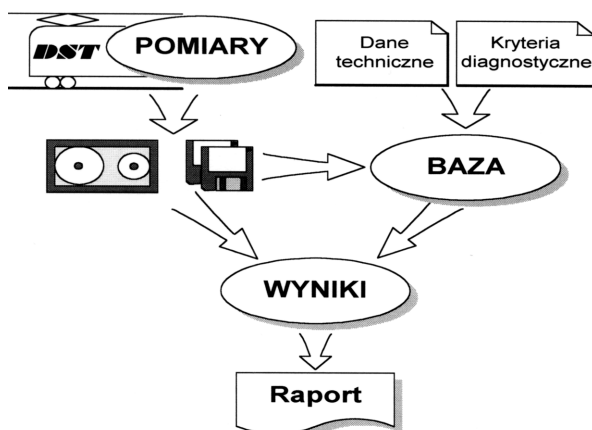 DST
POMIARY
Dane
techniczne
Kryteria
diagnostyczne
BAZA
WYNIKI
Raport